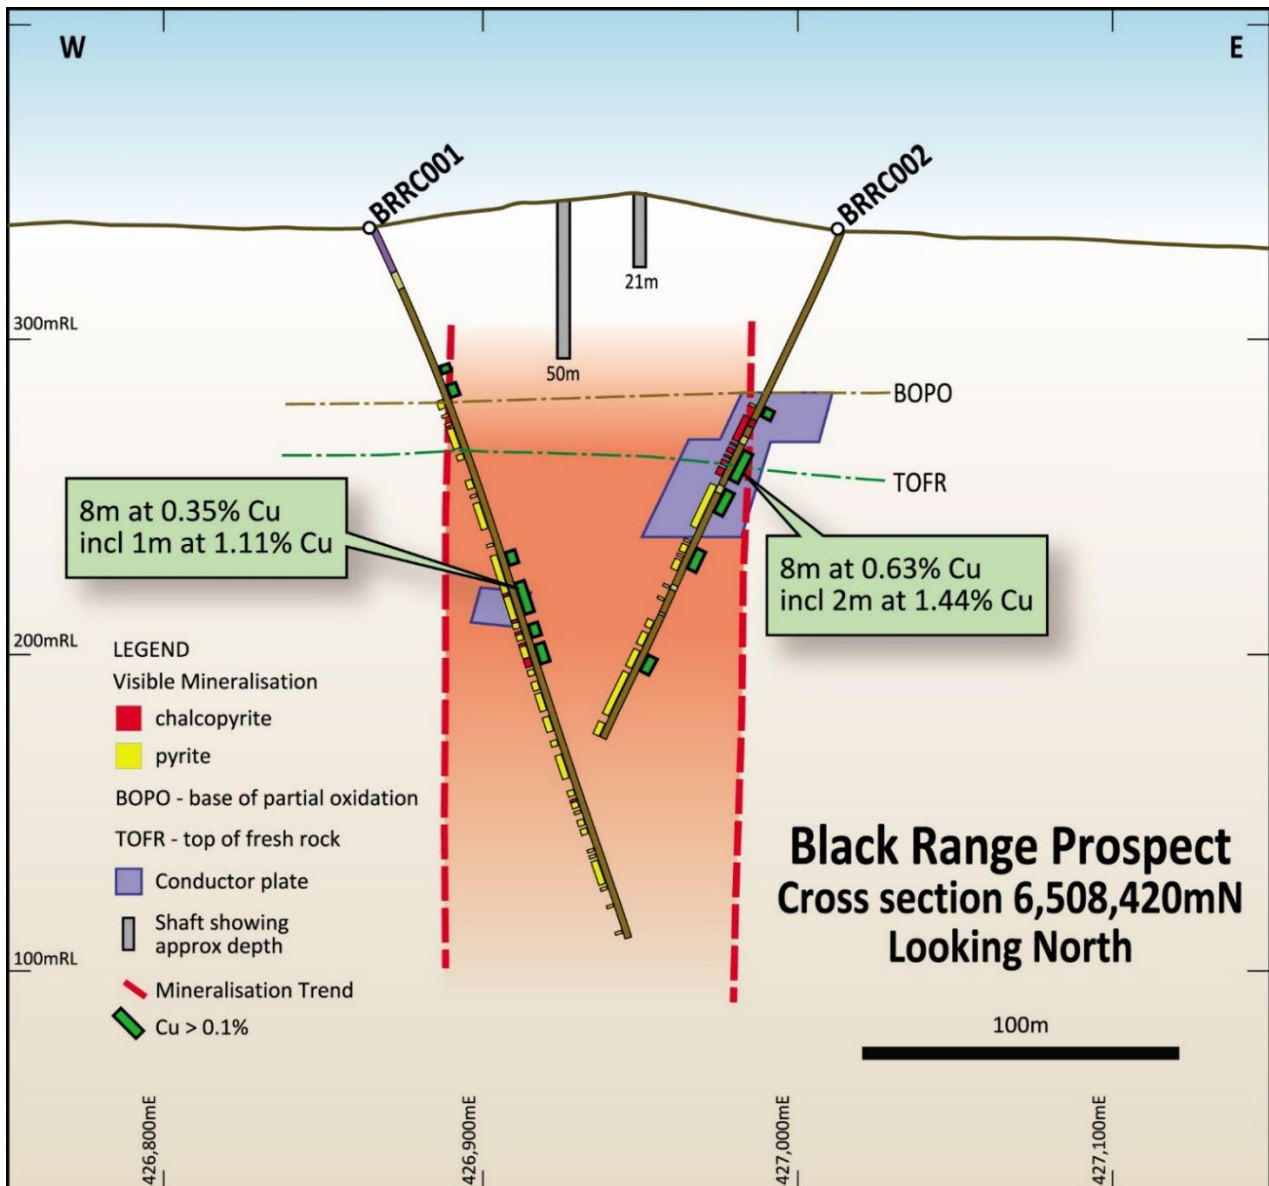 W
E
BRRC001
BRRC002
21m
50m
300mRL
BOPO
TOFR
8m at 0.35% Cu
incl 1m at 1.11% Cu
8m at 0.63% Cu
incl 2m at 1.44% Cu
200mRL
LEGEND
Visible Mineralisation
chalcopyrite
pyrite
BOPO - base of partial oxidation
TOFR - top of fresh rock
Conductor plate
Shaft showing
approx depth
100mRL
Mineralisation Trend
Cu > 0.1%
Black Range Prospect
Cross section 6,508,420mN
Looking North
100m
426,800mE
426,900mE
427,000mE
427,100mE